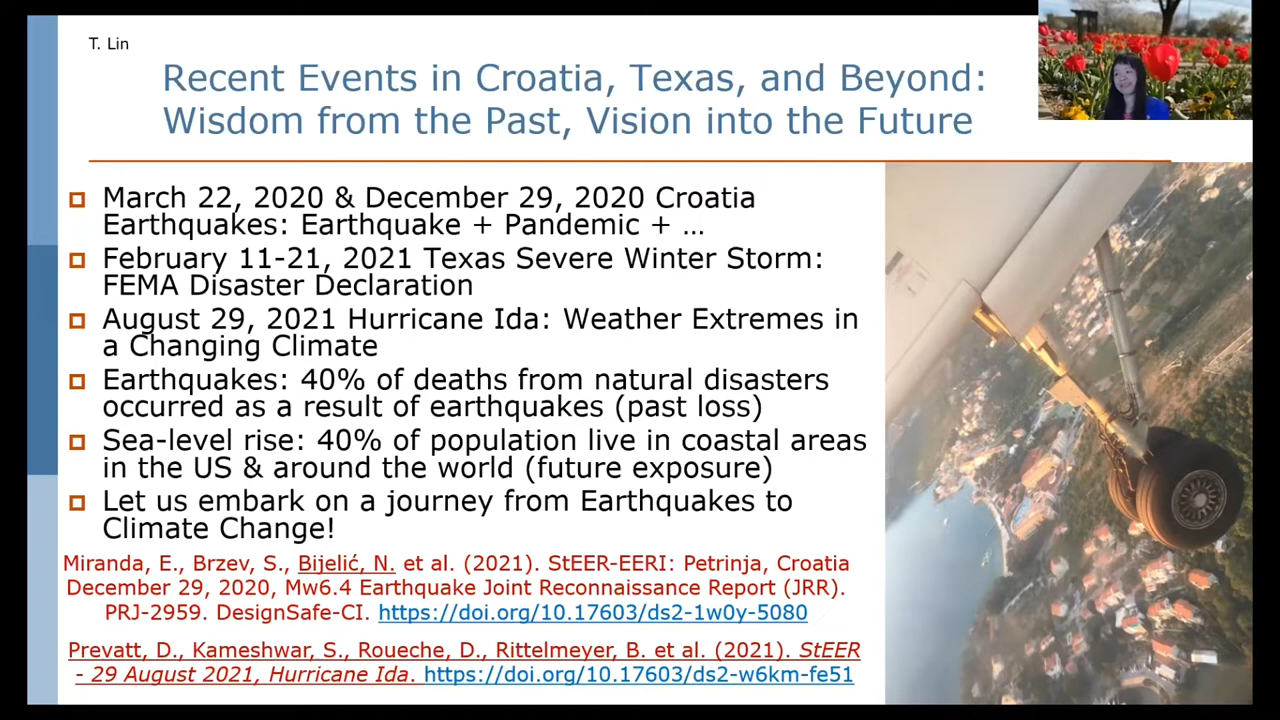 T. Lin
Recent Events in Croatia, Texas, and Beyond:
Wisdom from the Past, Vision into the Future
March 22, 2020 & December 29, 2020 Croatia
Earthquakes: Earthquake + Pandemic + …
February 11-21, 2021 Texas Severe Winter Storm:
FEMA Disaster Declaration
August 29, 2021 Hurricane Ida: Weather Extremes in
a Changing Climate
Earthquakes: 40% of deaths from natural disasters
occurred as a result of earthquakes (past loss)
Sea-level rise: 40% of population live in coastal areas
in the US & around the world (future exposure)
Let us embark on a journey from Earthquakes to
Climate Change!
Miranda, E., Brzev, S., Bijelić, N. et al. (2021). StEER-EERI: Petrinja, Croatia
December 29, 2020, Mw6.4 Earthquake Joint Reconnaissance Report (JRR).
PRJ-2959. DesignSafe-CI. https://doi.org/10.17603/ds2-1w0y-5080
Prevatt, D., Kameshwar, S., Roueche, D., Rittelmeyer, B. et al. (2021). StEER
- 29 August 2021, Hurricane Ida. https://doi.org/10.17603/ds2-w6km-fe51